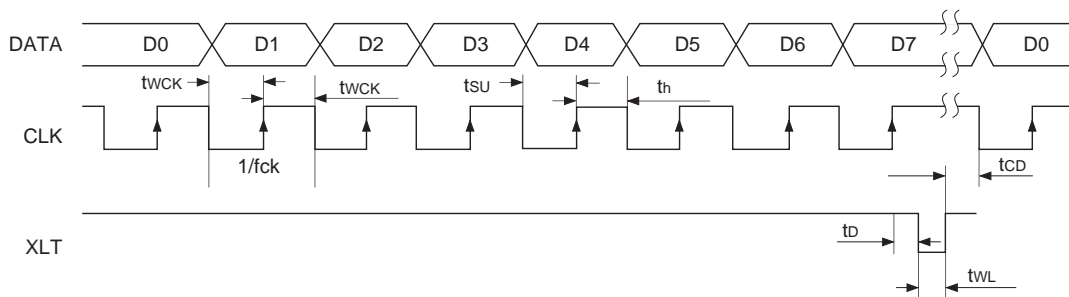 DATA D0 D1 D2 D3 D4 D5 D6 D7 D0
tWCK tWCK tSU th
CLK
1/fck
tCD
XLT
tD
tWL